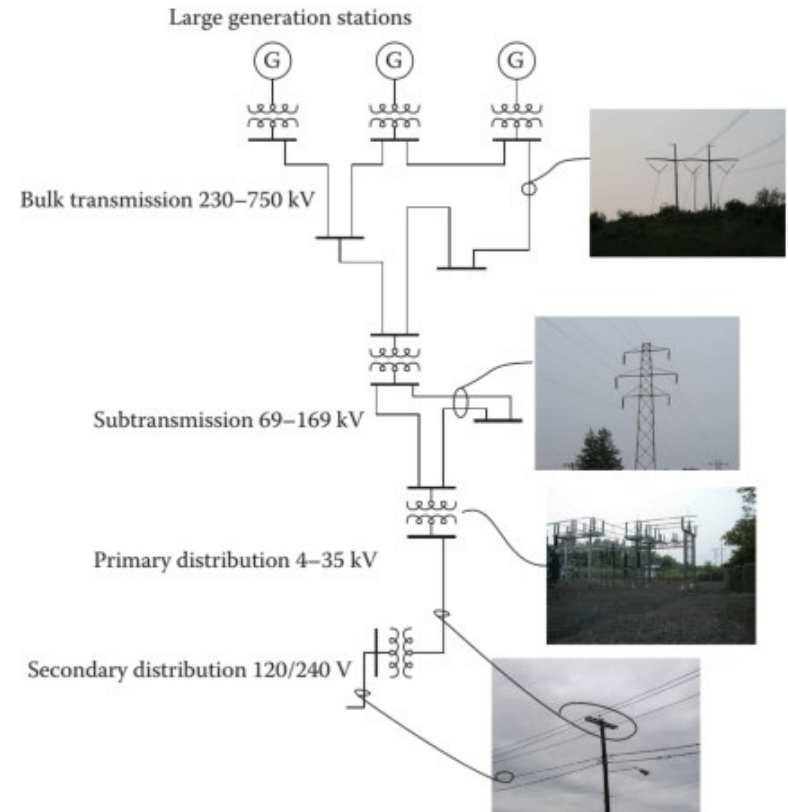 Large generation stations
G G G
Bulk transmission 230–750 kV
Subtransmission 69–169 kV
Primary distribution 4–35 kV
Secondary distribution 120/240 V